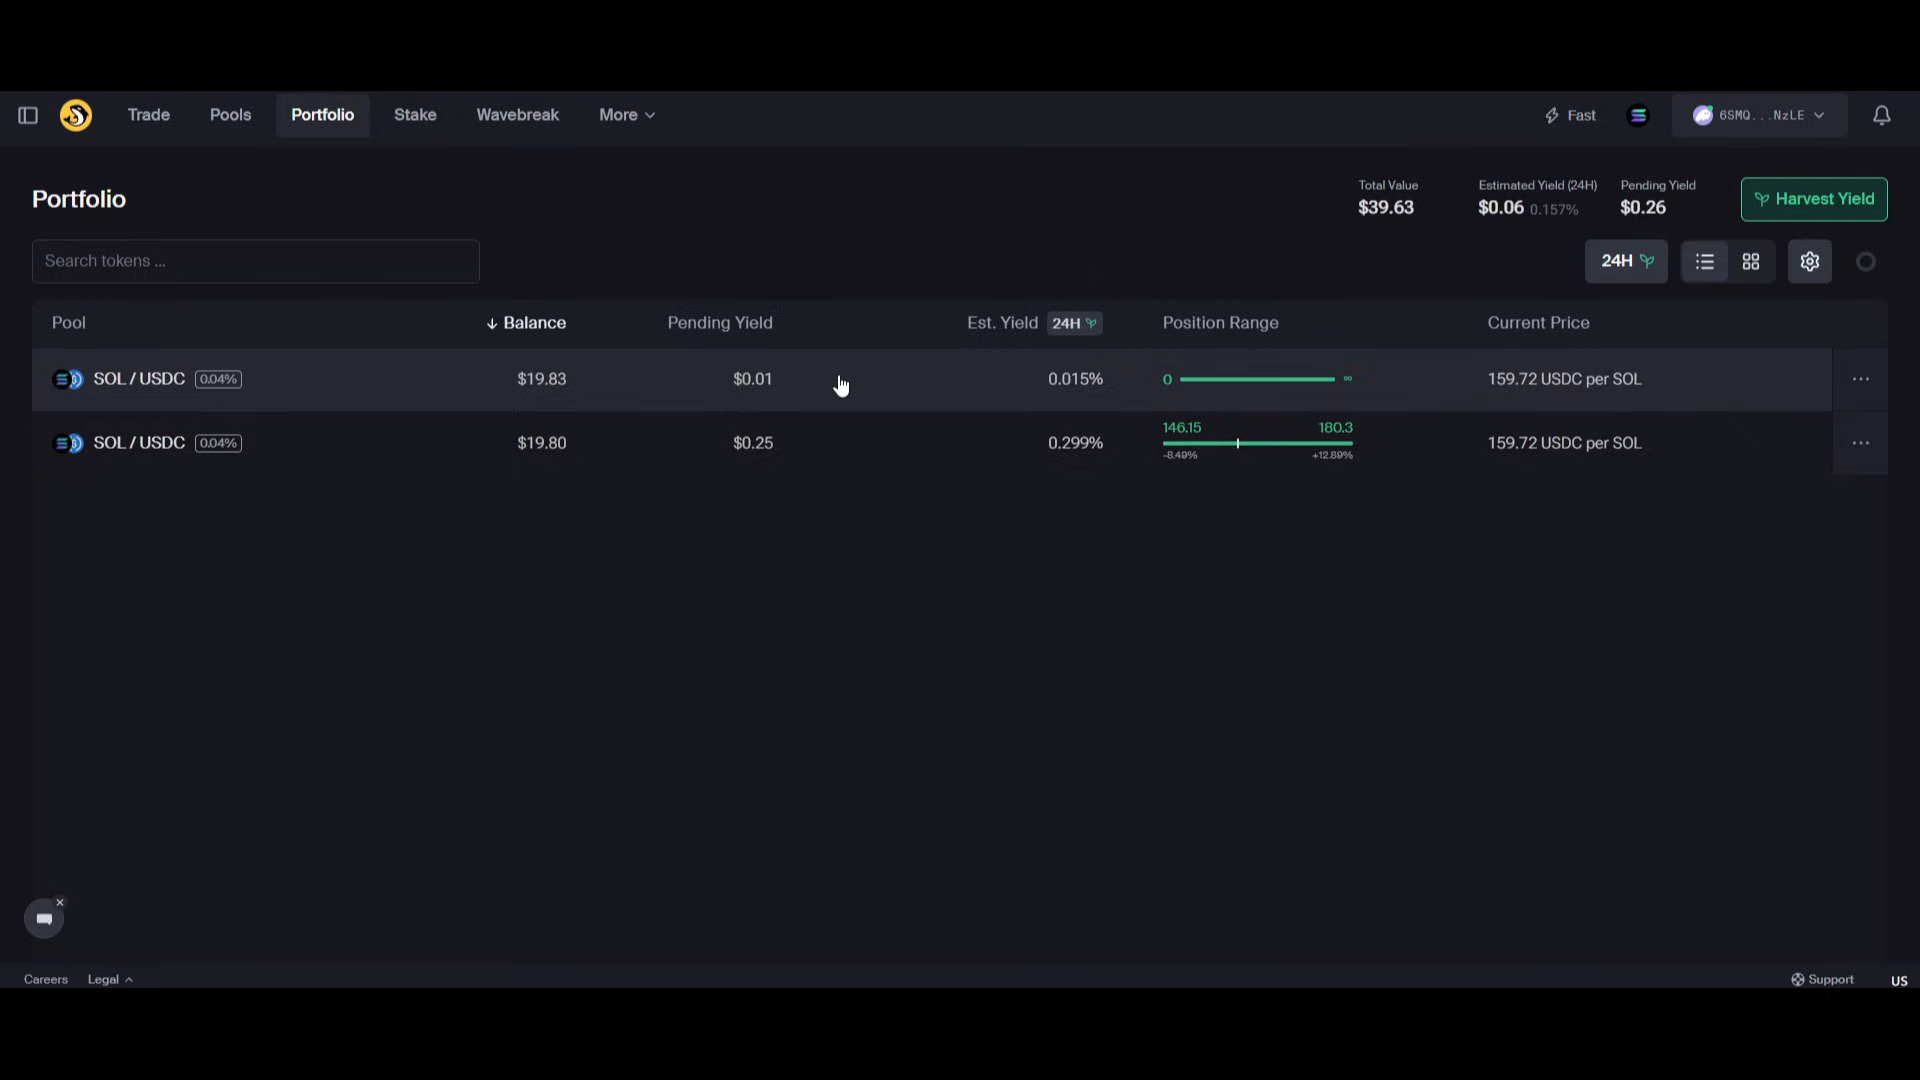 Trade Pools Portfolio Stake Wavebreak More Fast 6SMQ...NzLE
Portfolio
Total Value Estimated Yield (24H) Pending Yield
$39.63 $0.06 0.157% $0.26
Harvest Yield
Search tokens ...
24H
Pool Balance Pending Yield Est. Yield 24H Position Range Current Price
SOL / USDC 0.04% $19.83 $0.01 0.015% 0 ∞ 159.72 USDC per SOL
SOL / USDC 0.04% $19.80 $0.25 0.299% 146.15 180.3 159.72 USDC per SOL
-8.49% +12.89%
Careers Legal Support US